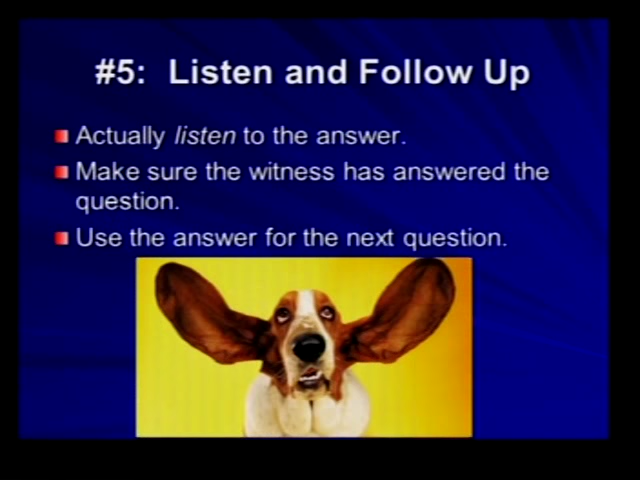 #5: Listen and Follow Up
Actually listen to the answer.
Make sure the witness has answered the
question.
Use the answer for the next question.